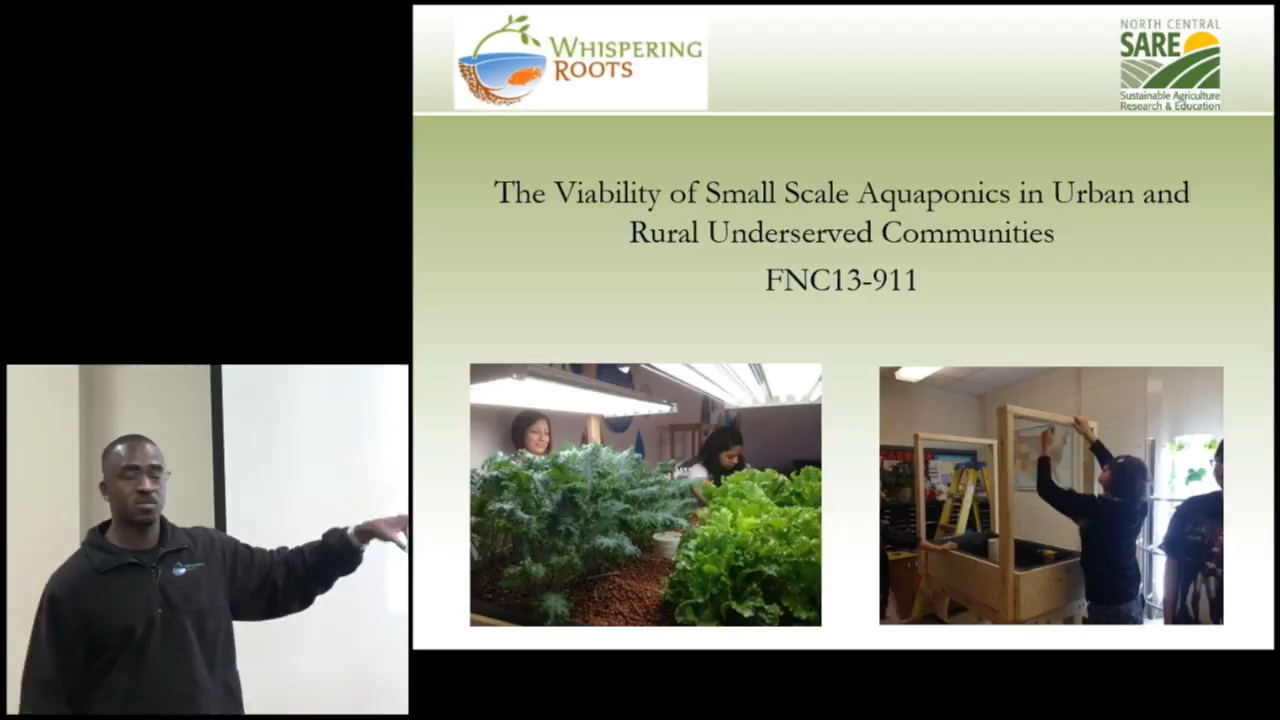 WHISPERING
ROOTS
NORTH CENTRAL
SARE
Sustainable Agriculture
Research & Education
The Viability of Small Scale Aquaponics in Urban and
Rural Underserved Communities
FNC13-911